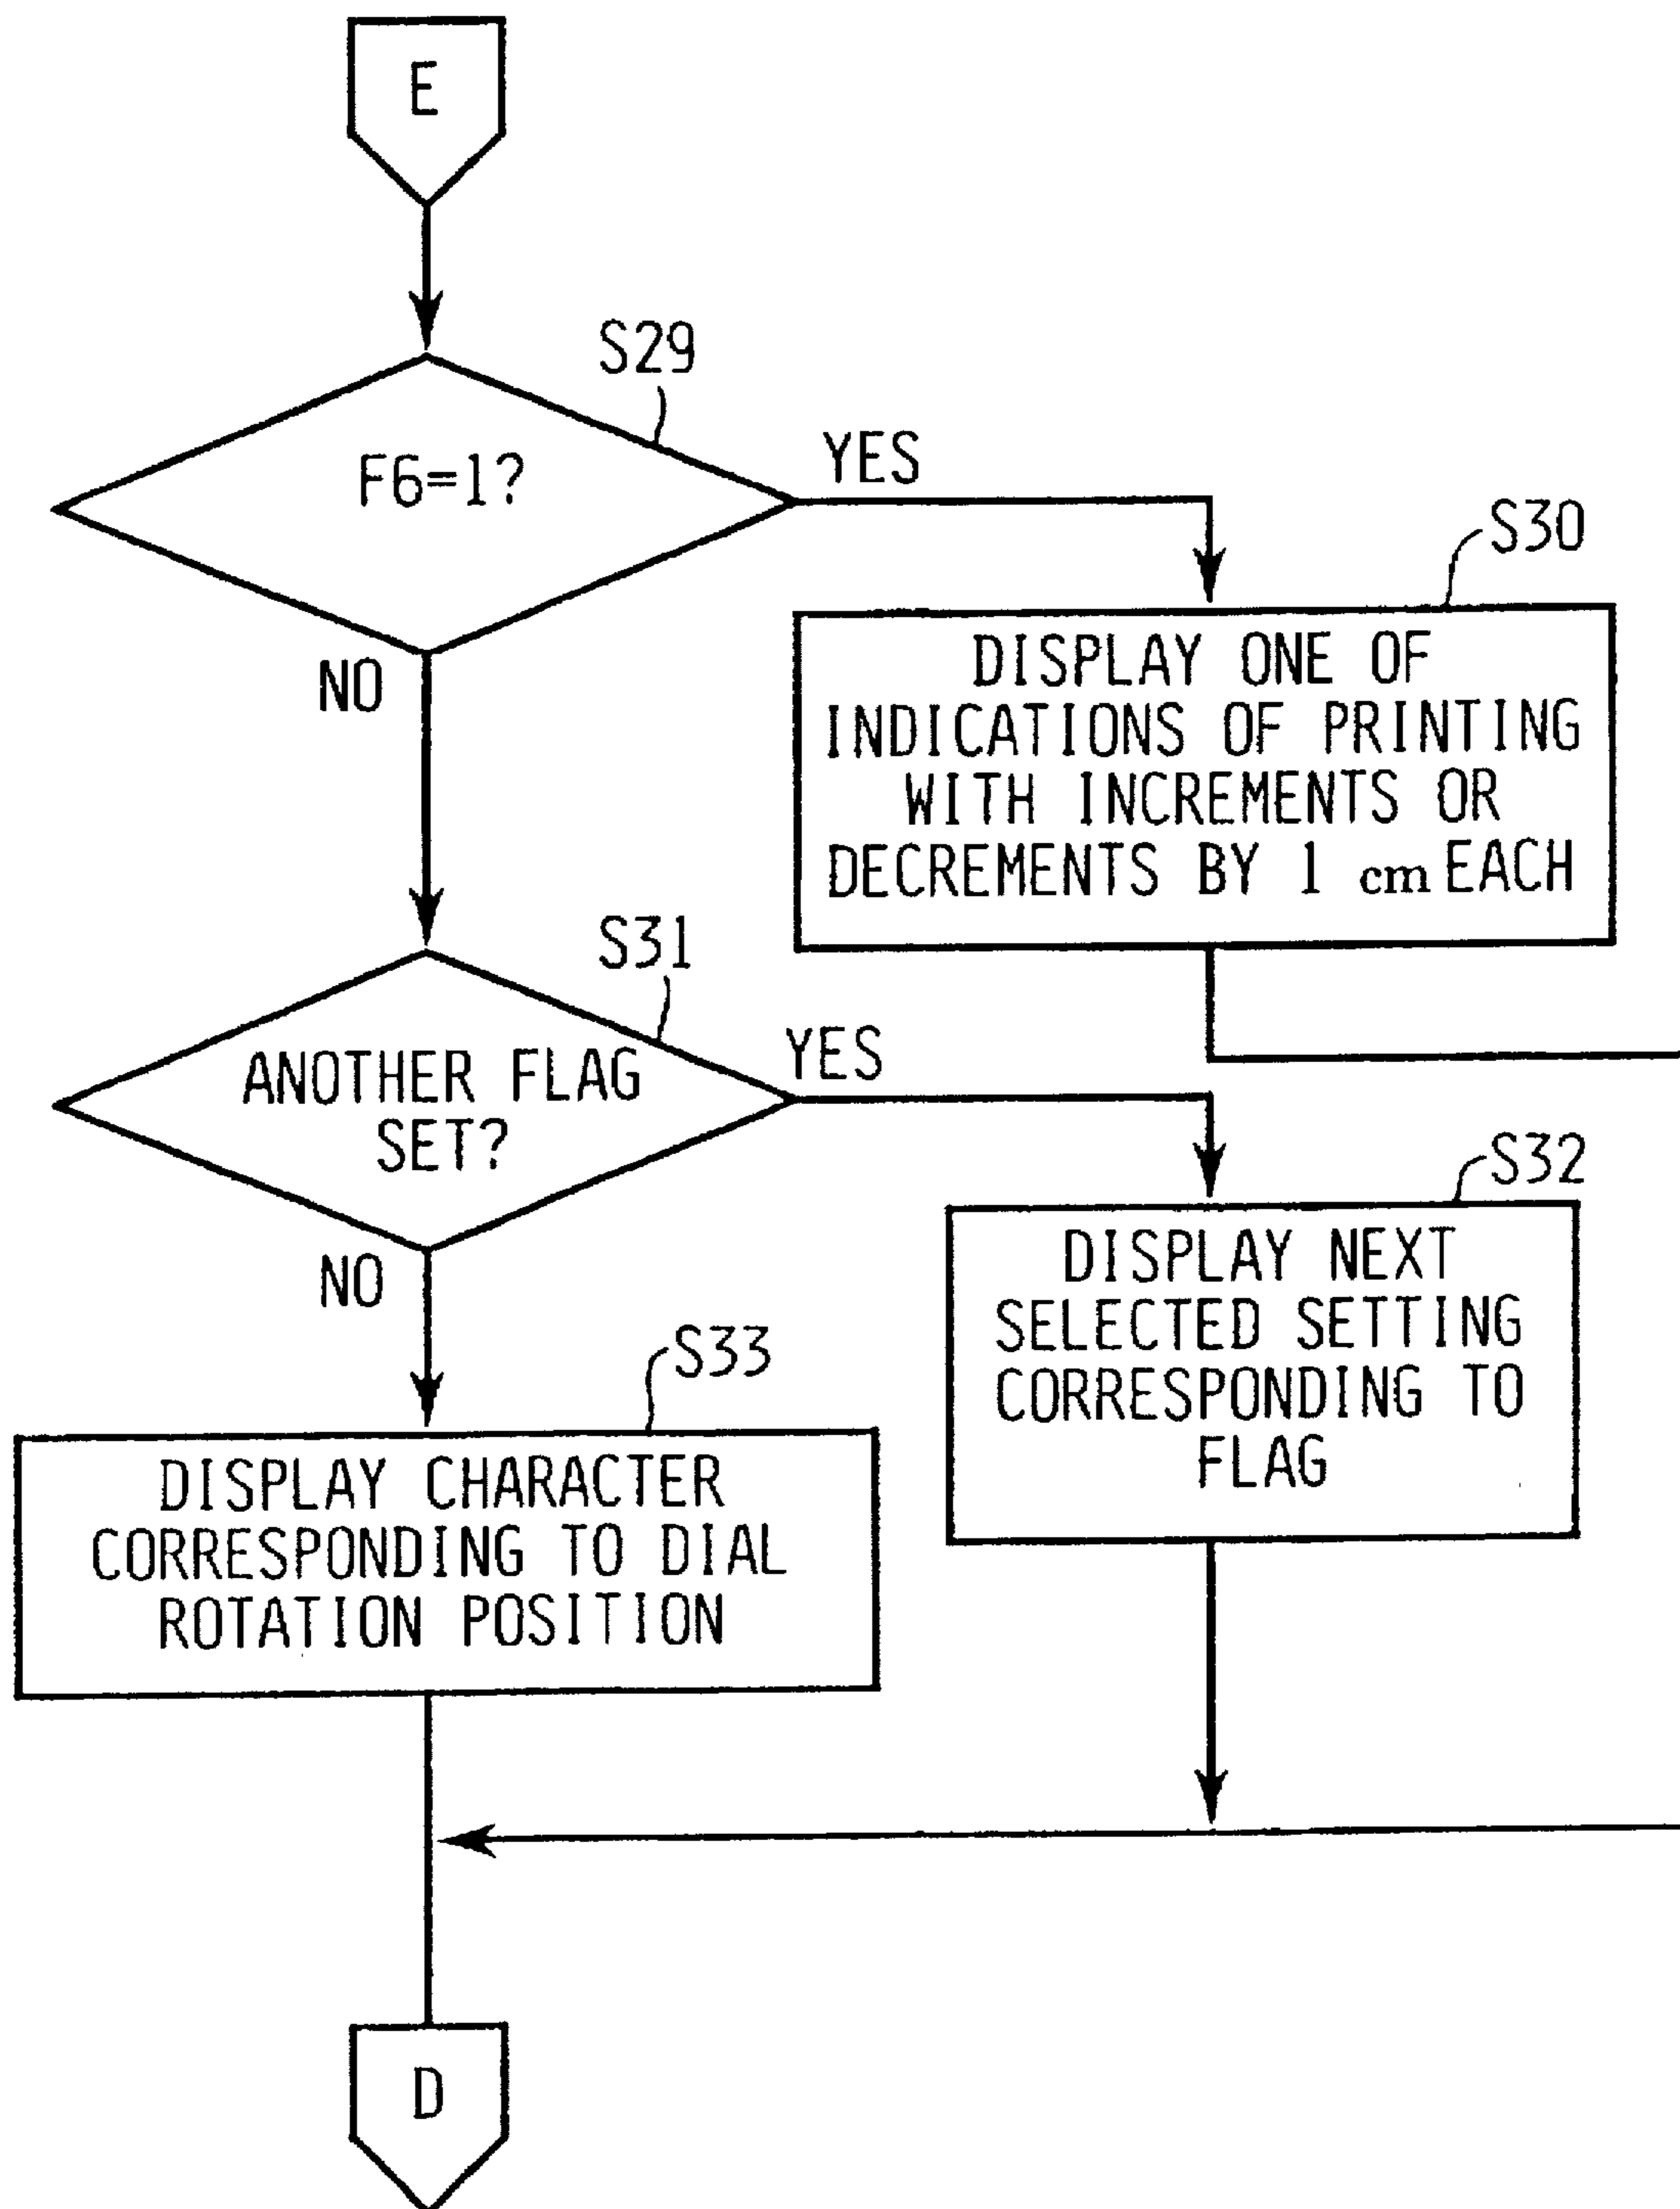 E
S29
F6=1?
YES
NO
S30
DISPLAY ONE OF
INDICATIONS OF PRINTING
WITH INCREMENTS OR
DECREMENTS BY 1 cm EACH
S31
ANOTHER FLAG
SET?
YES
NO
S32
DISPLAY NEXT
SELECTED SETTING
CORRESPONDING TO
FLAG
S33
DISPLAY CHARACTER
CORRESPONDING TO DIAL
ROTATION POSITION
D